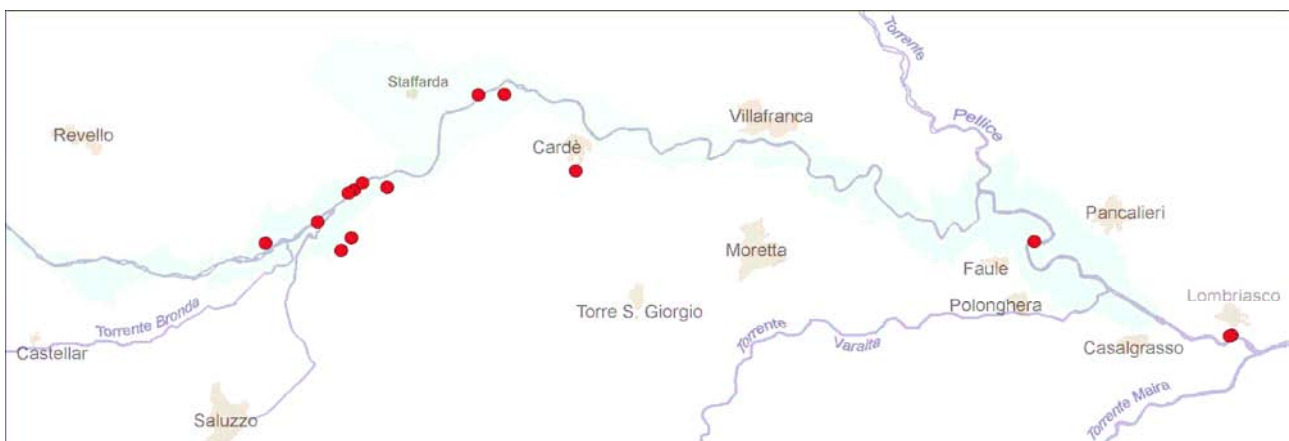 Torrente
Pellice
Staffarda
Revello
Villafranca
Cardè
Pancalieri
Moretta
Faule
Torre S. Giorgio
Polonghera
Lombriasco
Torrente Bronda
Torrente
Varaita
Castellar
Casalgrasso
Torrente Maira
Saluzzo